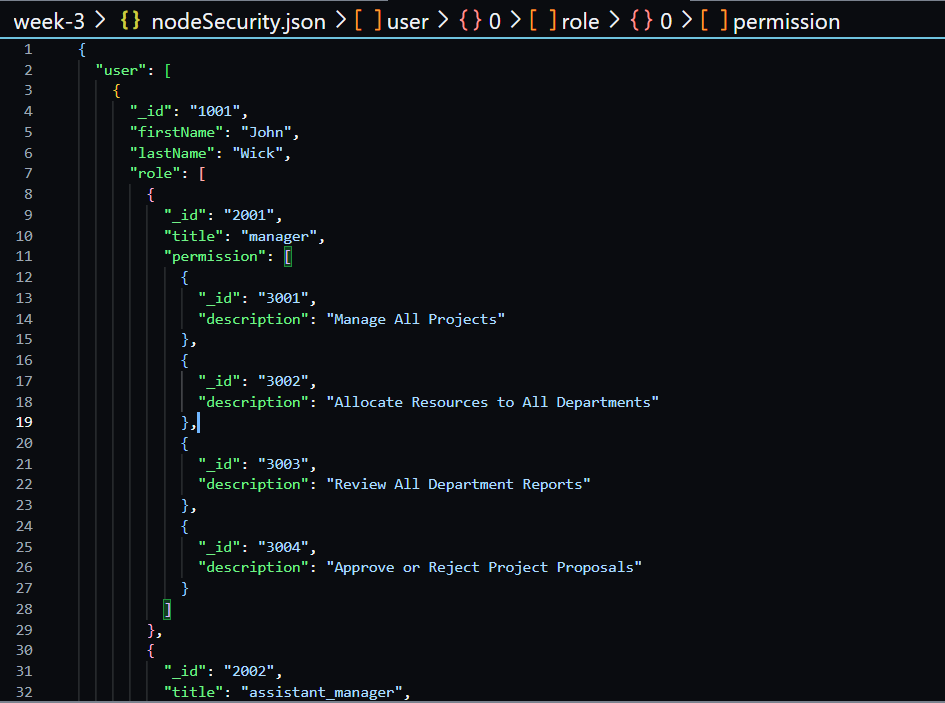 week-3 > {} nodeSecurity.json > [ ] user > {} 0 > [ ] role > {} 0 > [ ] permission
1 {
2 "user": [
3 {
4 "_id": "1001",
5 "firstName": "John",
6 "lastName": "Wick",
7 "role": [
8 {
9 "_id": "2001",
10 "title": "manager",
11 "permission": [
12 {
13 "_id": "3001",
14 "description": "Manage All Projects"
15 },
16 {
17 "_id": "3002",
18 "description": "Allocate Resources to All Departments"
19 },
20 {
21 "_id": "3003",
22 "description": "Review All Department Reports"
23 },
24 {
25 "_id": "3004",
26 "description": "Approve or Reject Project Proposals"
27 }
28 ]
29 },
30 {
31 "_id": "2002",
32 "title": "assistant_manager",